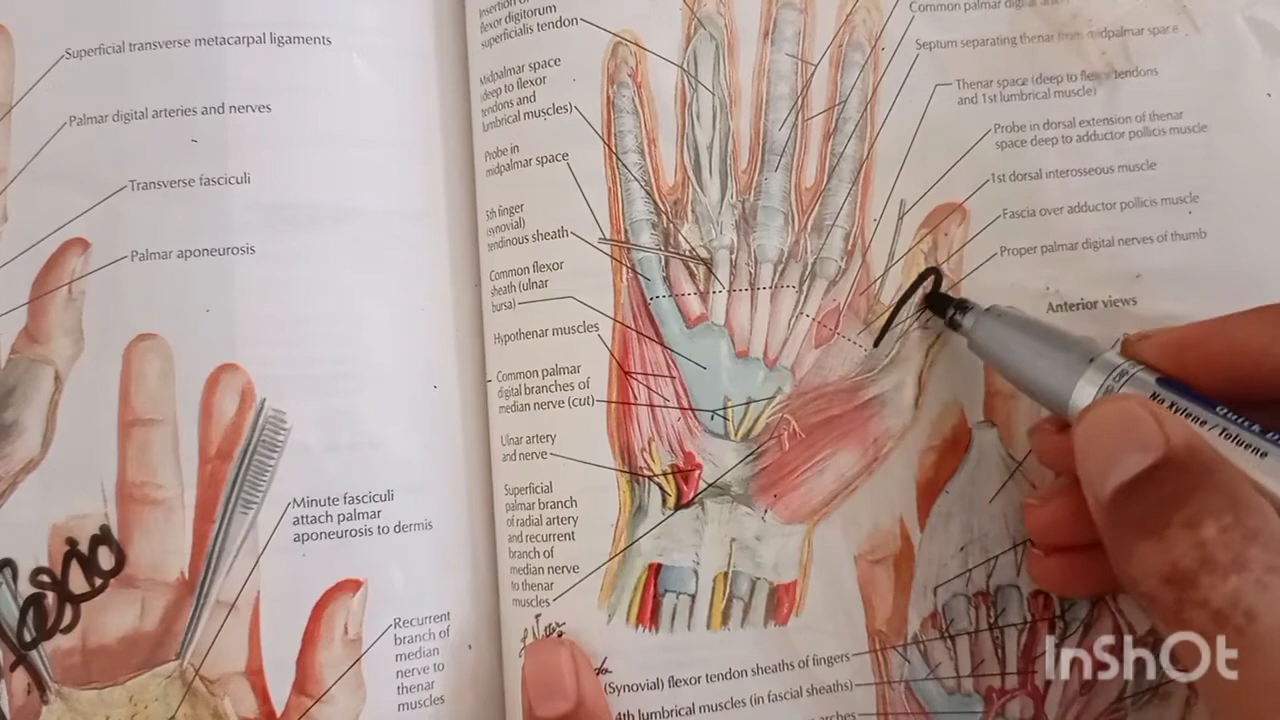 Superficial transverse metacarpal ligaments
Palmar digital arteries and nerves
Transverse fasciculi
Palmar aponeurosis
Minute fasciculi
attach palmar
aponeurosis to dermis
Recurrent
branch of
median
nerve to
thenar
muscles
fascia
Insertion of
flexor digitorum
superficialis tendon
Midpalmar space
(deep to flexor
tendons and
lumbrical muscles)
Probe in
midpalmar space
5th finger
(synovial)
tendinous sheath
Common flexor
sheath (ulnar
bursa)
Hypothenar muscles
Common palmar
digital branches of
median nerve (cut)
Ulnar artery
and nerve
Superficial
palmar branch
of radial artery
and recurrent
branch of
median nerve
to thenar
muscles
Common palmar
Septum separating thenar from midpalmar space
Thenar space (deep to flexor tendons
and 1st lumbrical muscle)
Probe in dorsal extension of thenar
space deep to adductor pollicis muscle
1st dorsal interosseous muscle
Fascia over adductor pollicis muscle
Proper palmar digital nerves of thumb
Anterior views
(Synovial) flexor tendon sheaths of fingers
4th lumbrical muscles (in fascial sheaths)
No Xylene/Toluene
InShOt